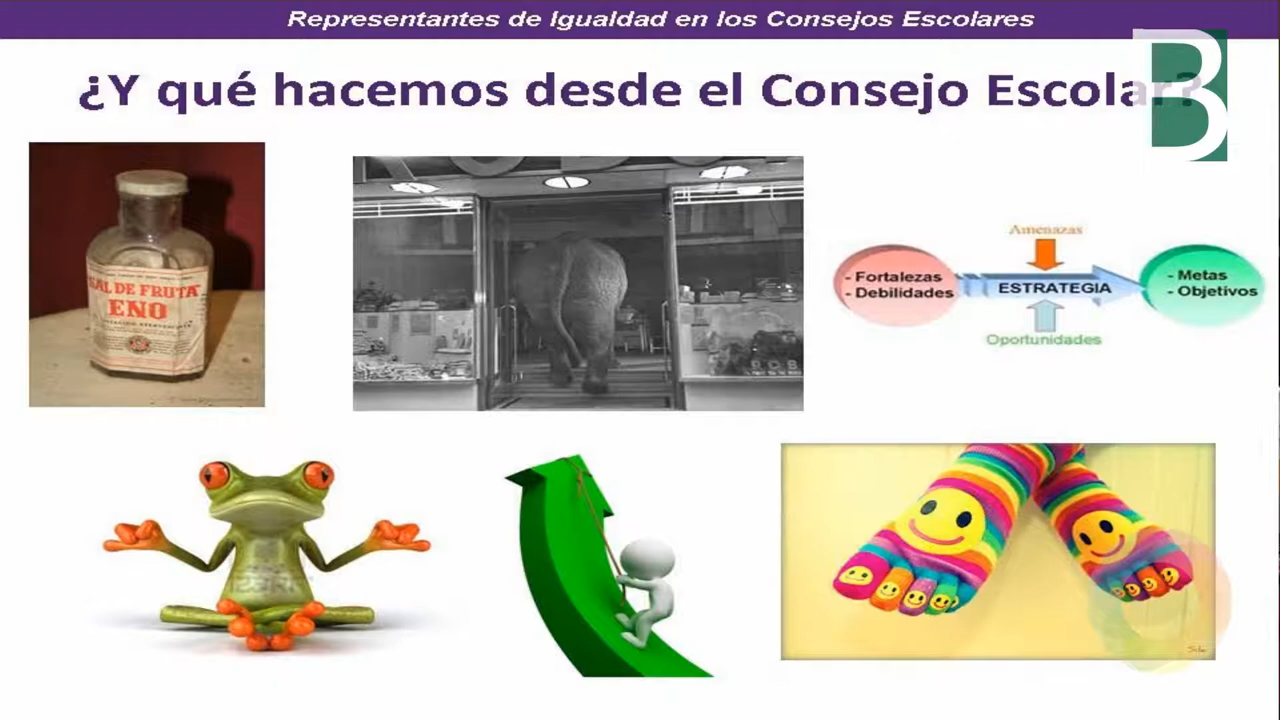 Representantes de Igualdad en los Consejos Escolares
¿Y qué hacemos desde el Consejo Escolar?
B
SAL DE FRUTA
ENO
Amenazas
- Fortalezas
- Debilidades
ESTRATEGIA
- Metas
- Objetivos
Oportunidades